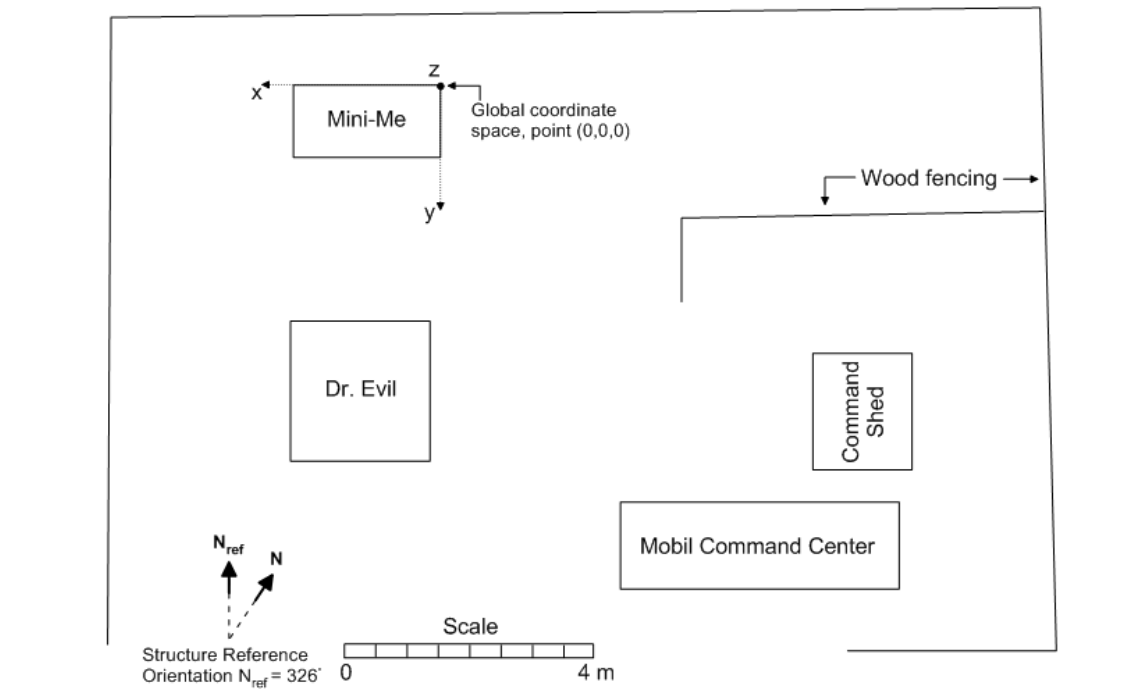 z
x
Mini-Me
Global coordinate
space, point (0,0,0)
y
Wood fencing
Dr. Evil
Command
Shed
Mobil Command Center
Nref
N
Structure Reference
Orientation Nref = 326°
Scale
0
4 m